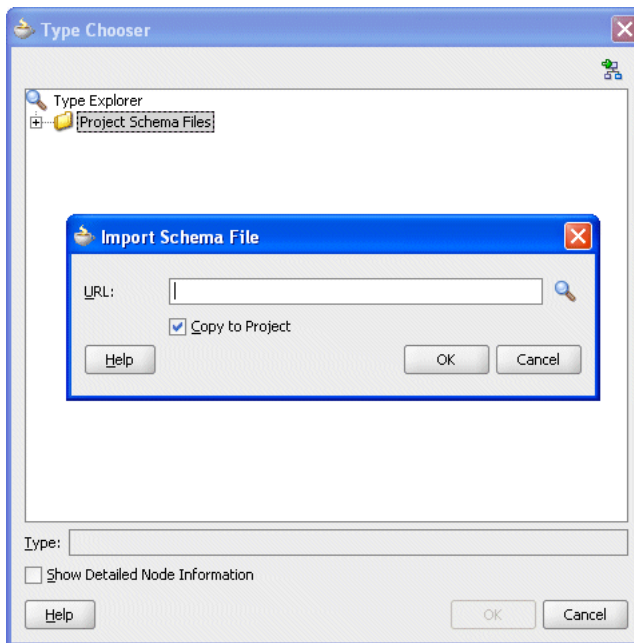 Type Chooser
Type Explorer
Project Schema Files
Import Schema File
URL:
Copy to Project
Help OK Cancel
Type:
Show Detailed Node Information
Help OK Cancel